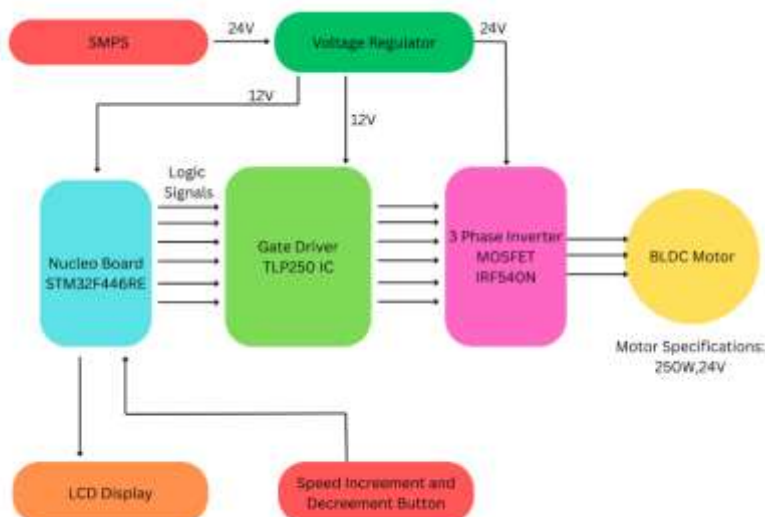 SMPS
24V
Voltage Regulator
24V
12V
12V
Logic
Signals
Nucleo Board
STM32F446RE
Gate Driver
TLP250 IC
3 Phase Inverter
MOSFET
IRF540N
BLDC Motor
Motor Specifications:
250W,24V
LCD Display
Speed Increement and
Decreement Button